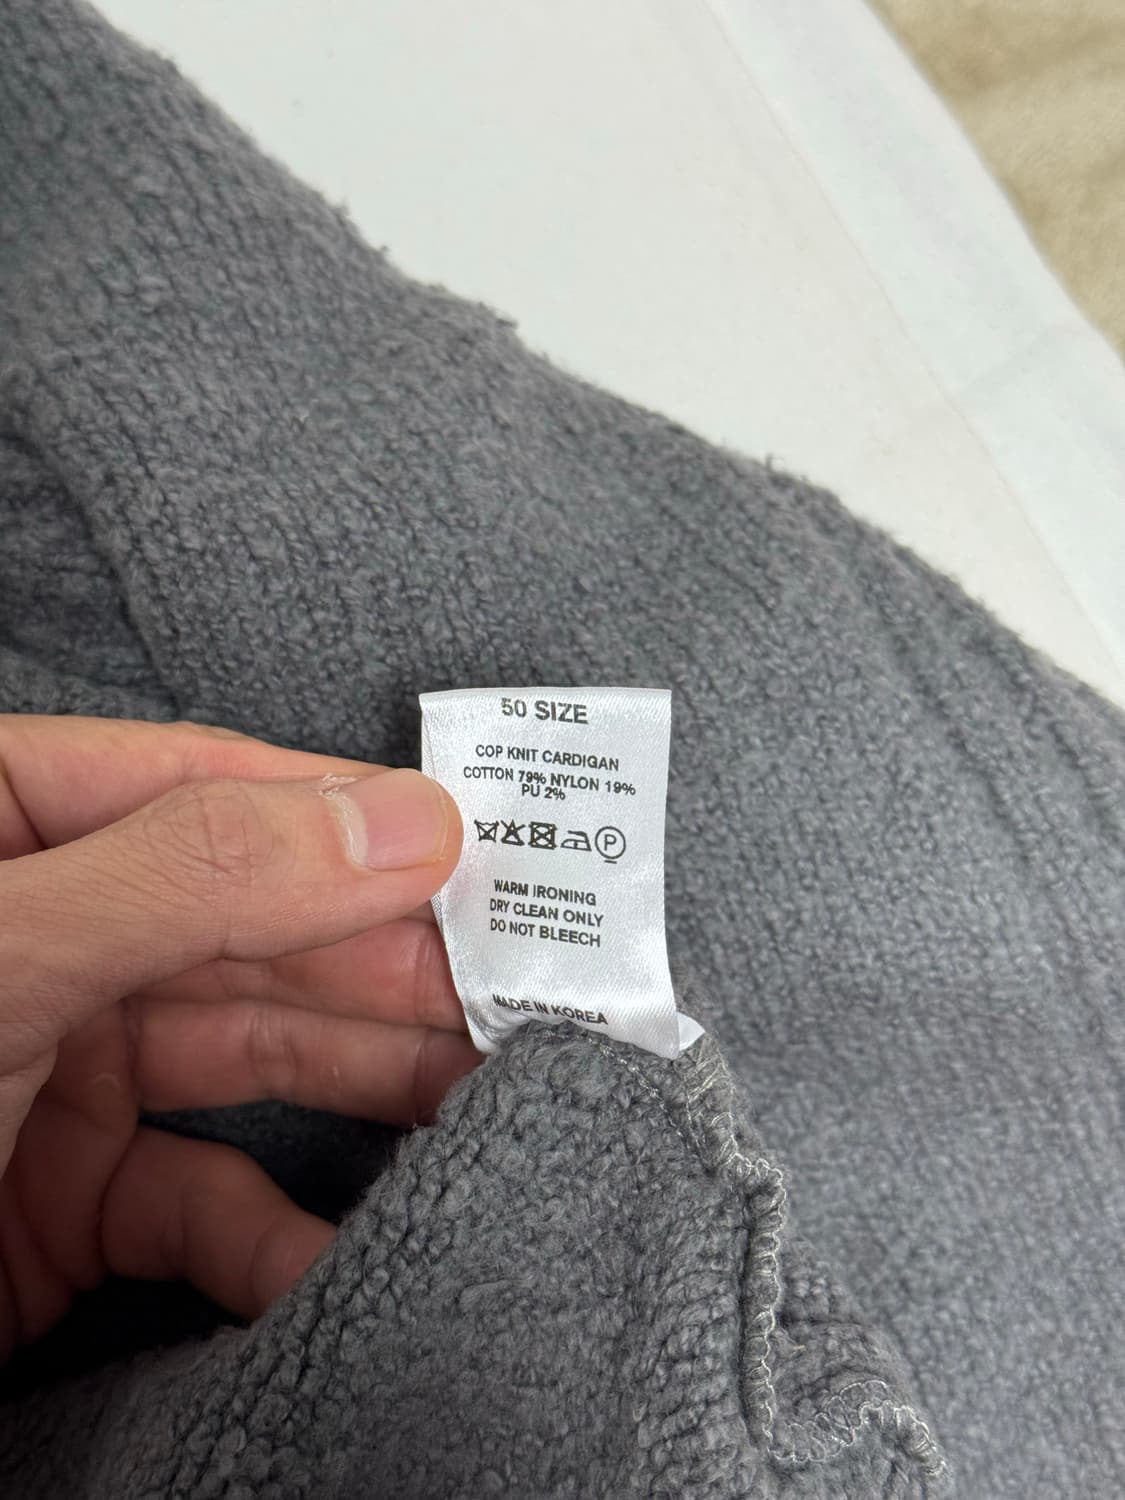 50 SIZE
COP KNIT CARDIGAN
COTTON 79% NYLON 19%
PU 2%
P
WARM IRONING
DRY CLEAN ONLY
DO NOT BLEECH
MADE IN KOREA